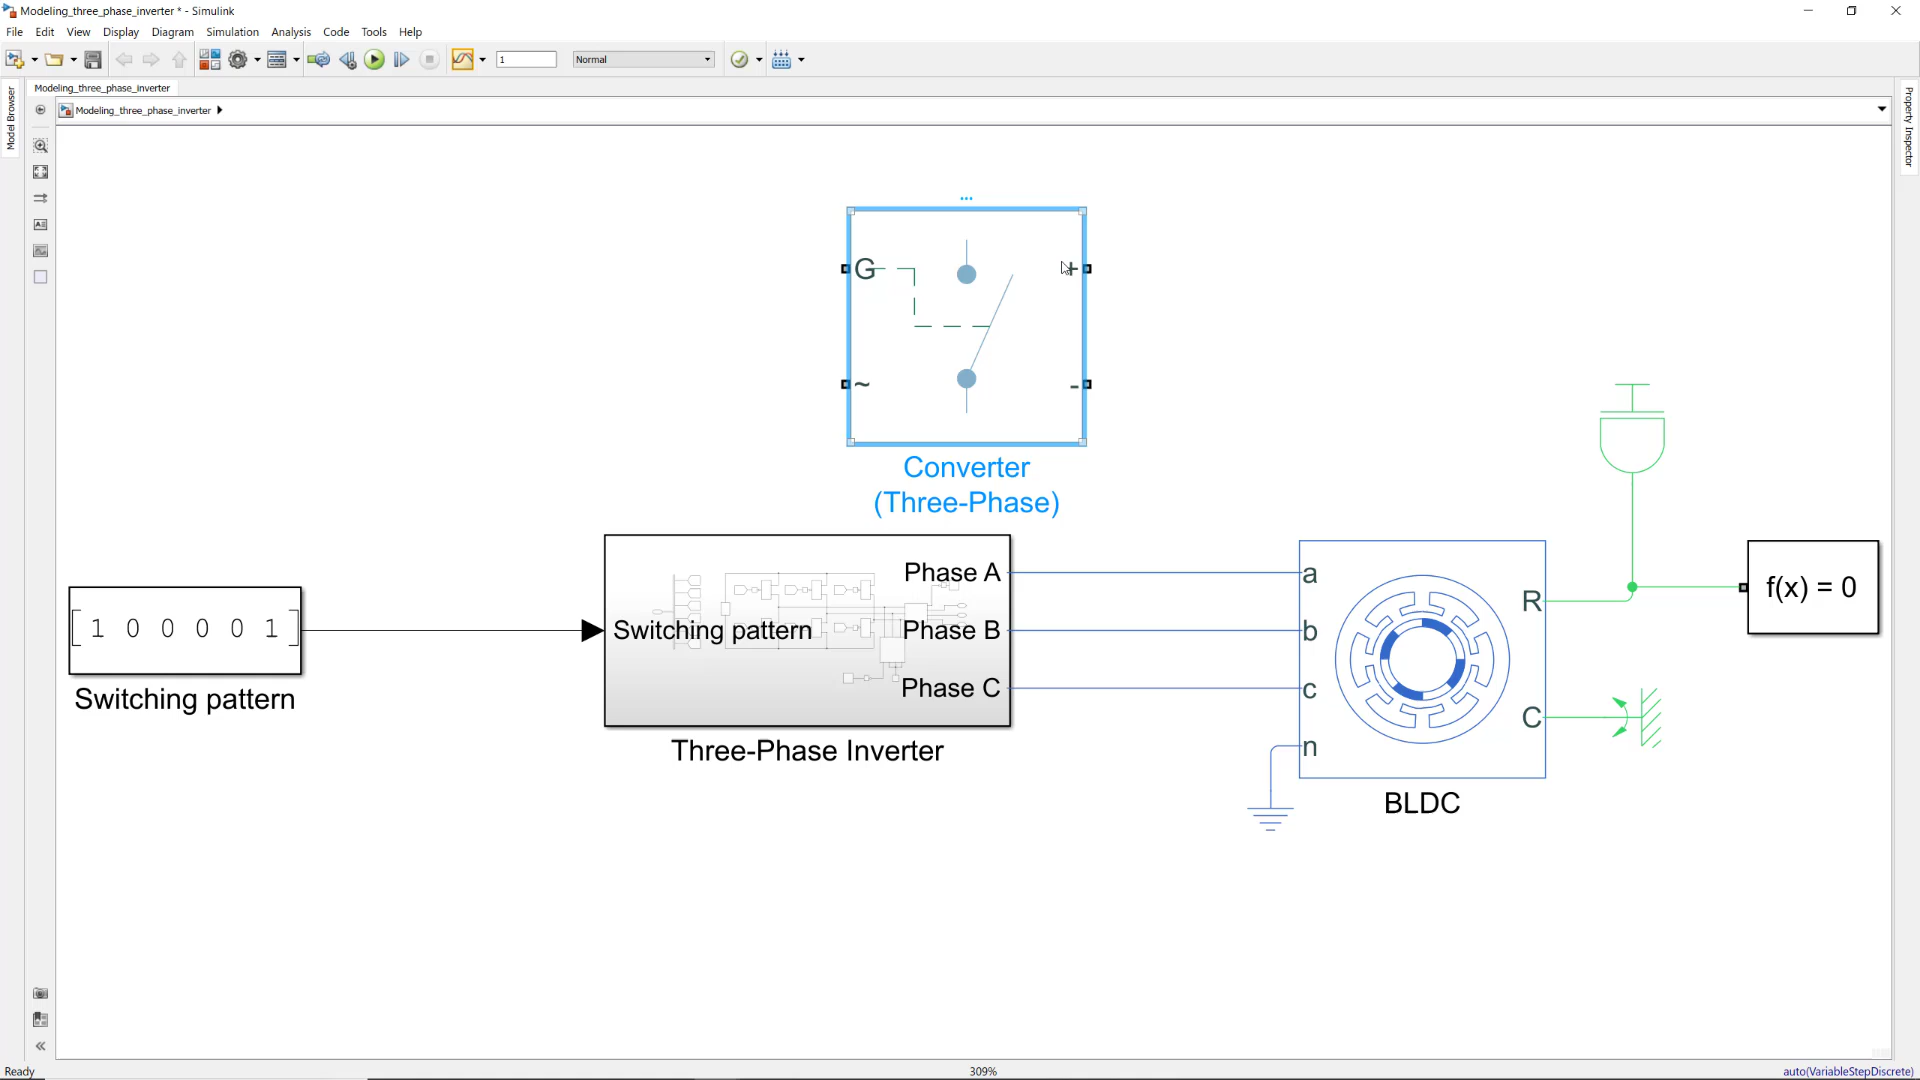 Modeling_three_phase_inverter * - Simulink
File Edit View Display Diagram Simulation Analysis Code Tools Help
1 Normal
Model Browser
Modeling_three_phase_inverter
Property Inspector
Modeling_three_phase_inverter
G +
~ -
Converter
(Three-Phase)
[1 0 0 0 0 1]
Switching pattern
Switching pattern
Phase A
Phase B
Phase C
Three-Phase Inverter
a
b
c
n
R
C
BLDC
f(x) = 0
Ready
309%
auto(VariableStepDiscrete)